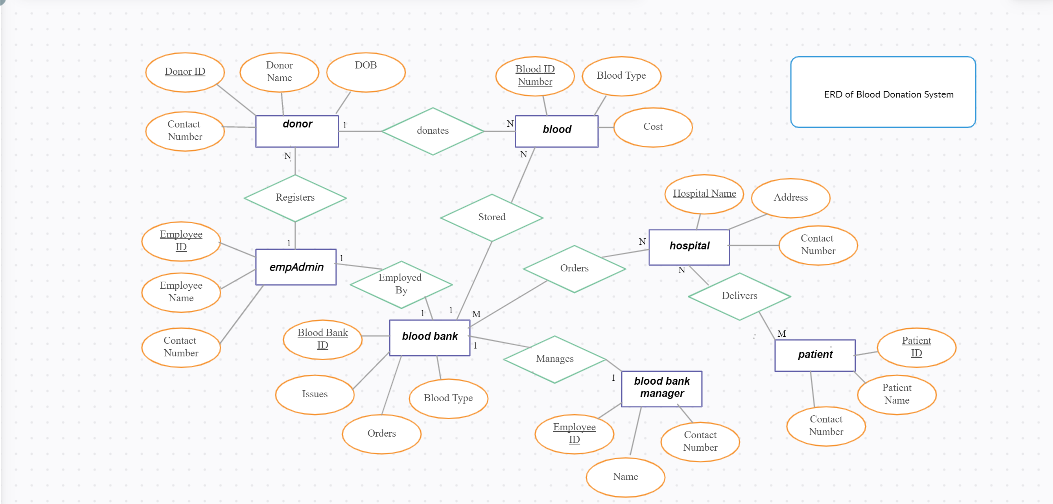 Donor ID
Donor
Name
DOB
Blood ID
Number
Blood Type
ERD of Blood Donation System
Contact
Number
donor
1
donates
N
blood
Cost
N
N
Registers
Stored
Hospital Name
Address
Employee
ID
1
empAdmin
1
N
hospital
Contact
Number
Employee
Name
Employed
By
Orders
N
Delivers
Contact
Number
1
1
M
Blood Bank
ID
blood bank
1
Manages
M
patient
Patient
ID
Issues
Blood Type
1
blood bank
manager
Patient
Name
Orders
Employee
ID
Contact
Number
Contact
Number
Name